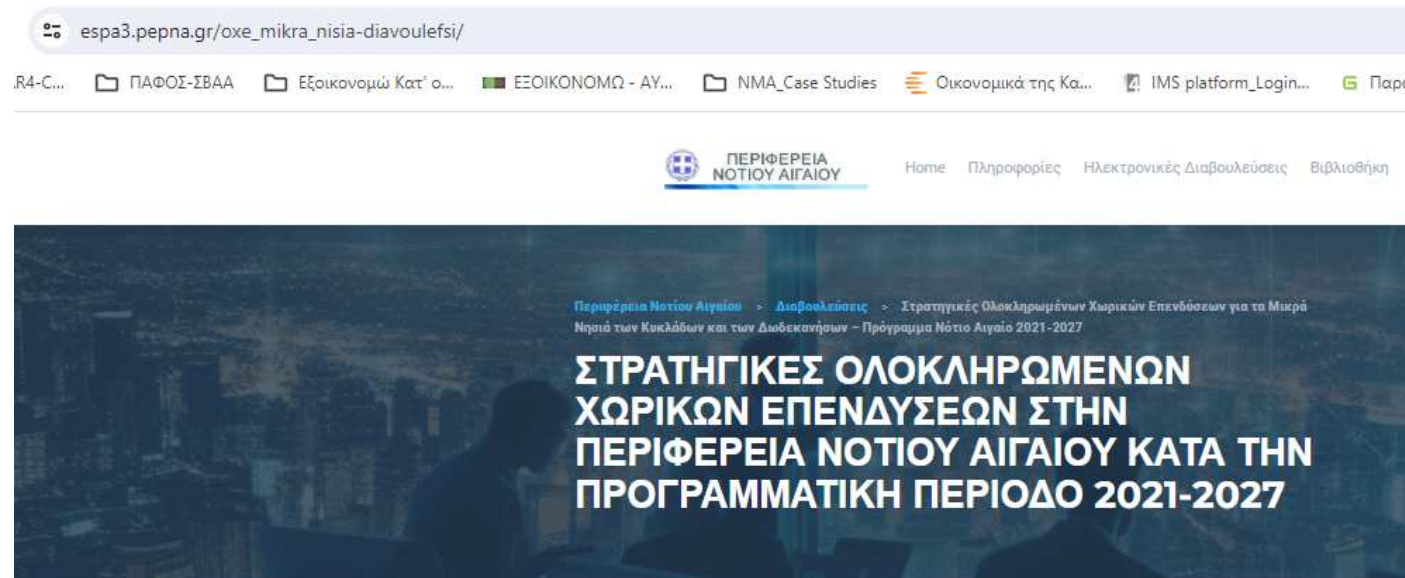 espa3.pepna.gr/oxe_mikra_nisia-diavoulefsi/
.R4-C... ΠΑΦΟΣ-ΣΒΑΑ Εξοικονομώ Κατ' ο... ΕΞΟΙΚΟΝΟΜΩ - ΑΥ... NMA_Case Studies Οικονομικά της Κα... IMS platform_Login... Παρα
ΠΕΡΙΦΕΡΕΙΑ
ΝΟΤΙΟΥ ΑΙΓΑΙΟΥ
Home Πληροφορίες Ηλεκτρονικές Διαβουλεύσεις Βιβλιοθήκη
Περιφέρεια Νοτίου Αιγαίου > Διαβουλεύσεις > Στρατηγικές Ολοκληρωμένων Χωρικών Επενδύσεων για τα Μικρά
Νησιά των Κυκλάδων και των Δωδεκανήσων – Πρόγραμμα Νότιο Αιγαίο 2021-2027
ΣΤΡΑΤΗΓΙΚΕΣ ΟΛΟΚΛΗΡΩΜΕΝΩΝ
ΧΩΡΙΚΩΝ ΕΠΕΝΔΥΣΕΩΝ ΣΤΗΝ
ΠΕΡΙΦΕΡΕΙΑ ΝΟΤΙΟΥ ΑΙΓΑΙΟΥ ΚΑΤΑ ΤΗΝ
ΠΡΟΓΡΑΜΜΑΤΙΚΗ ΠΕΡΙΟΔΟ 2021-2027